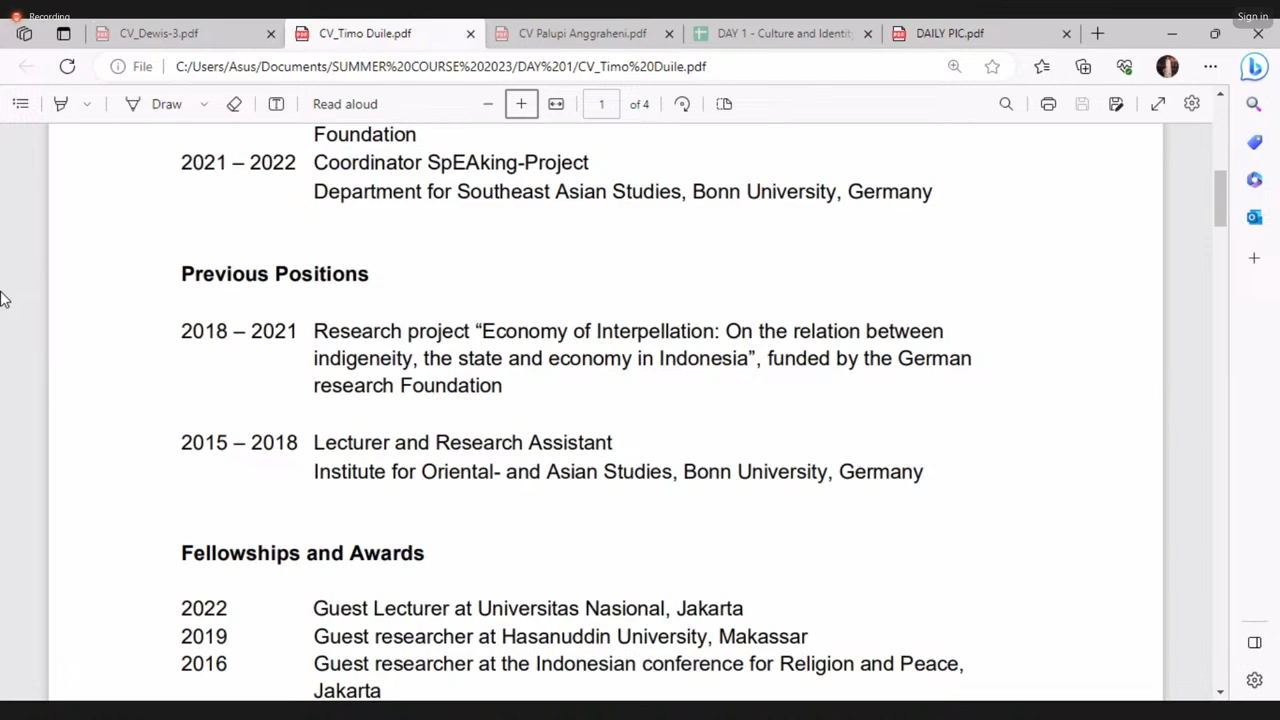 Recording
Sign in
CV_Dewis-3.pdf
CV_Timo Duile.pdf
CV Palupi Anggraheni.pdf
DAY 1 - Culture and Identity
DAILY PIC.pdf
File
C:/Users/Asus/Documents/SUMMER%20COURSE%202023/DAY%201/CV_Timo%20Duile.pdf
Draw
Read aloud
1 of 4
Foundation
2021 – 2022 Coordinator SpEAking-Project
Department for Southeast Asian Studies, Bonn University, Germany
Previous Positions
2018 – 2021 Research project “Economy of Interpellation: On the relation between
indigeneity, the state and economy in Indonesia”, funded by the German
research Foundation
2015 – 2018 Lecturer and Research Assistant
Institute for Oriental- and Asian Studies, Bonn University, Germany
Fellowships and Awards
2022 Guest Lecturer at Universitas Nasional, Jakarta
2019 Guest researcher at Hasanuddin University, Makassar
2016 Guest researcher at the Indonesian conference for Religion and Peace,
Jakarta